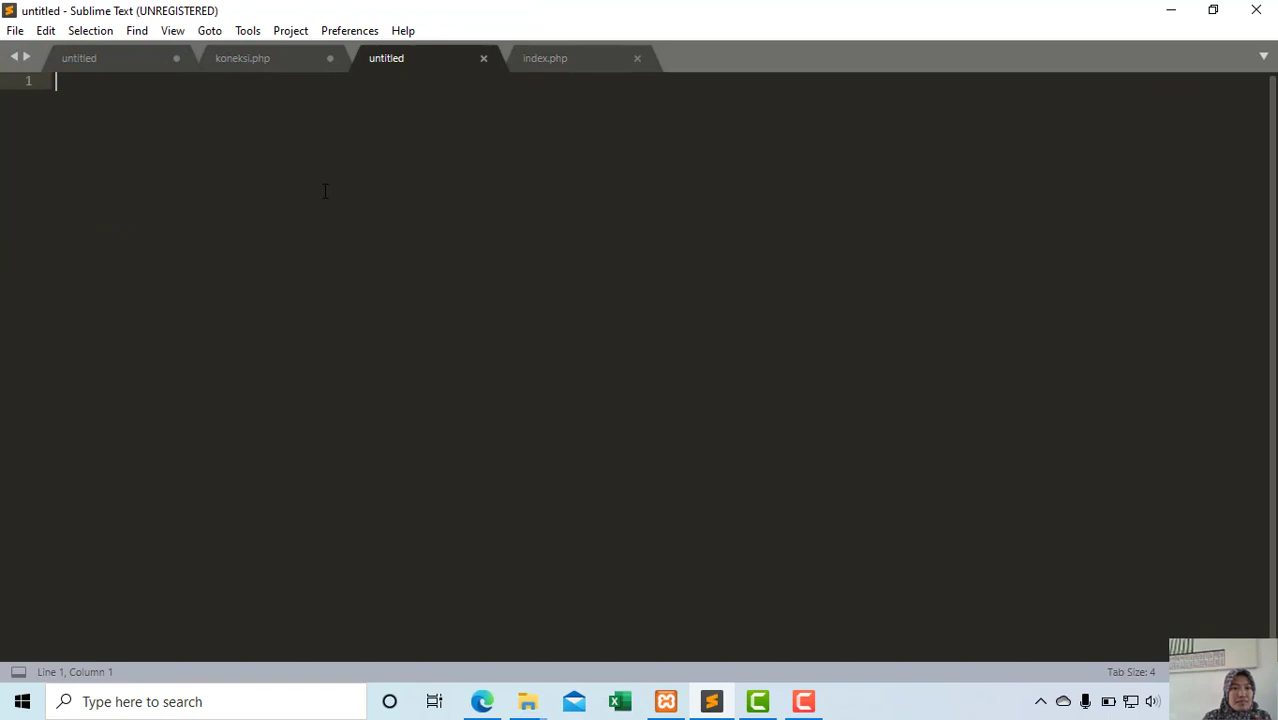 untitled - Sublime Text (UNREGISTERED)
File Edit Selection Find View Goto Tools Project Preferences Help
untitled koneksi.php untitled index.php
1
Line 1, Column 1 Tab Size: 4
Type here to search